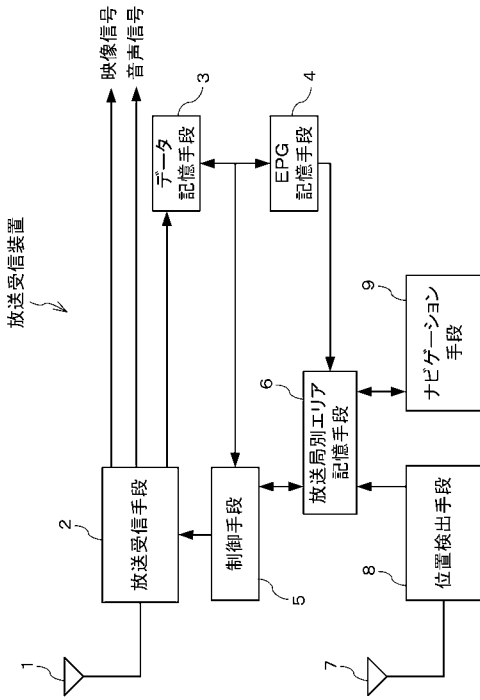 放送受信装置
映像信号
音声信号
1
2
放送受信手段
3
データ
記憶手段
4
EPG
記憶手段
5
制御手段
6
放送局別エリア
記憶手段
7
8
位置検出手段
9
ナビゲーション
手段